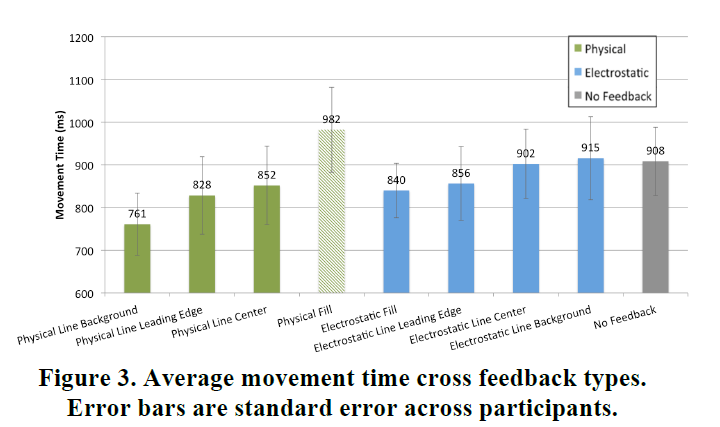 1200
1100
1000
900
800
700
600
Movement Time (ms)
Physical
Electrostatic
No Feedback
761
828
852
982
840
856
902
915
908
Physical Line Background
Physical Line Leading Edge
Physical Line Center
Physical Fill
Electrostatic Fill
Electrostatic Line Leading Edge
Electrostatic Line Center
Electrostatic Line Background
No Feedback
Figure 3. Average movement time cross feedback types.
Error bars are standard error across participants.